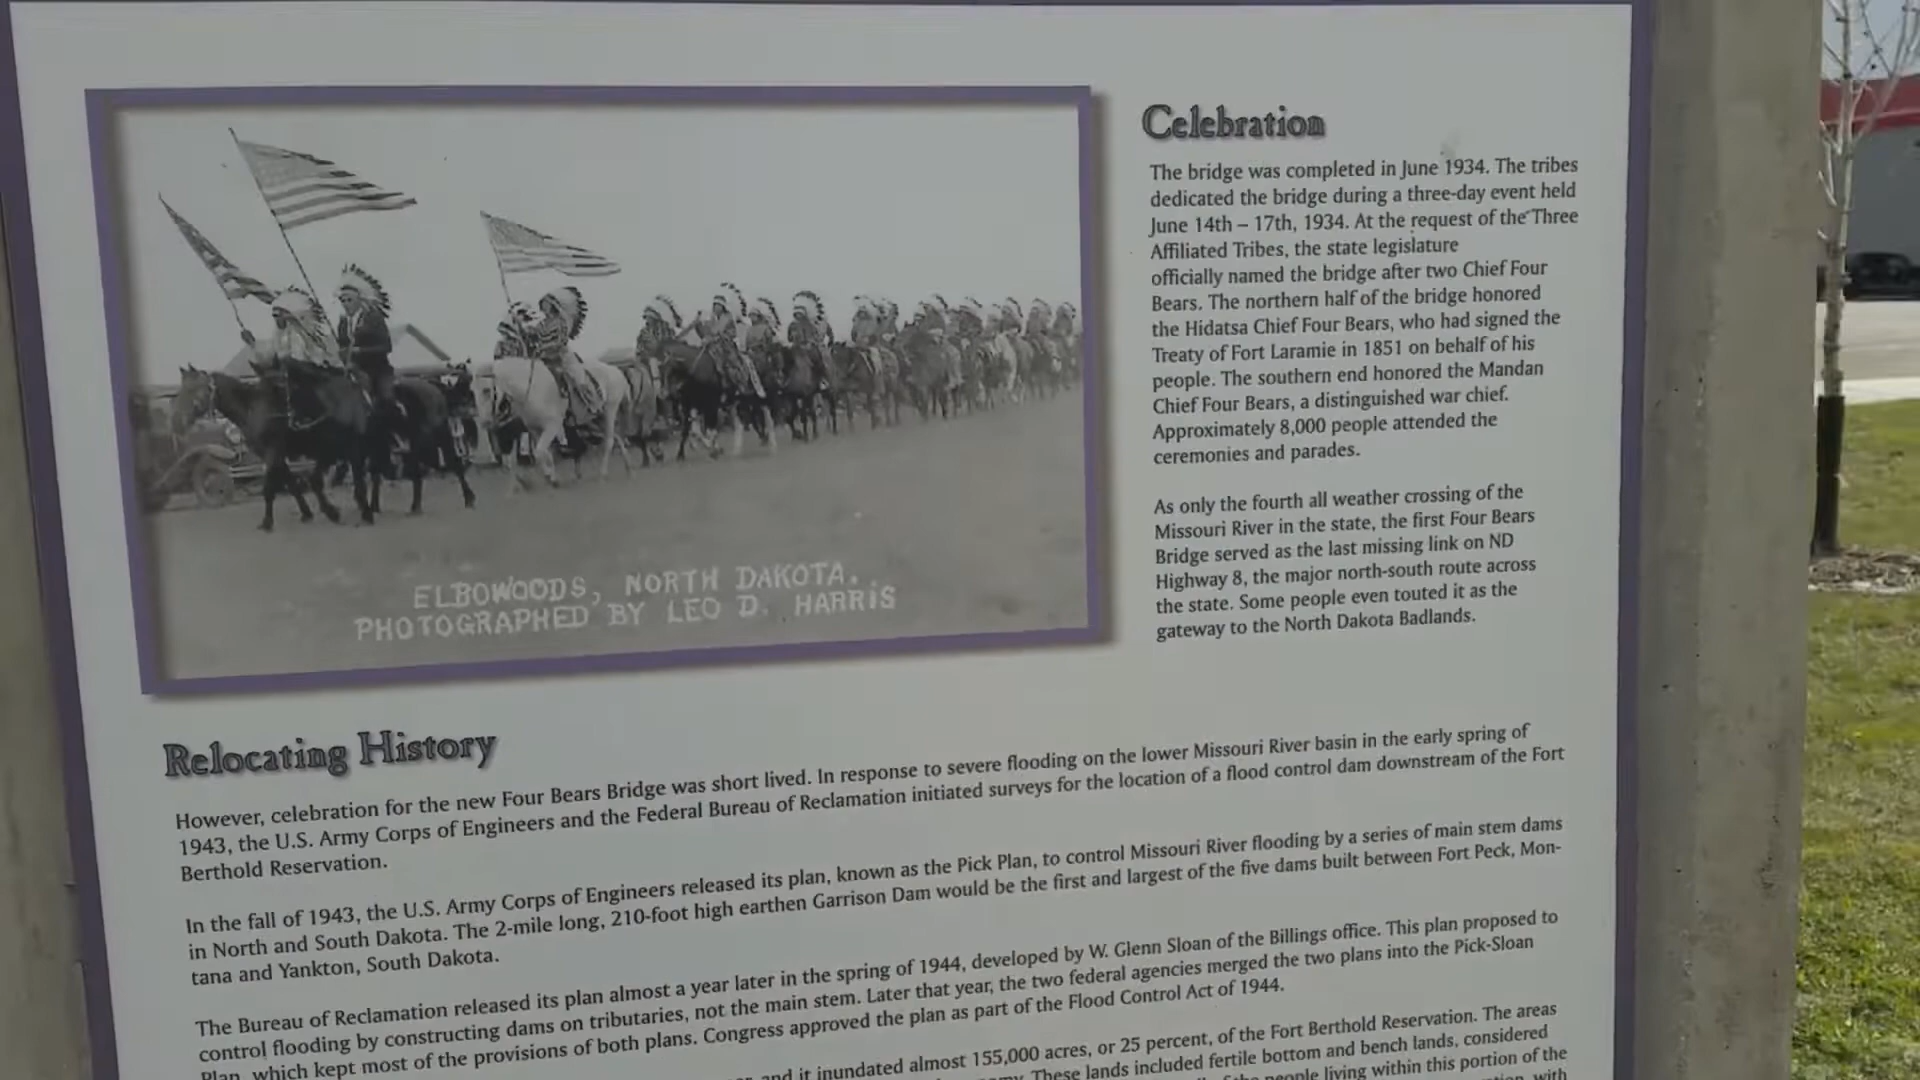 ELBOWOODS, NORTH DAKOTA.
PHOTOGRAPHED BY LEO D. HARRIS
Celebration
The bridge was completed in June 1934. The tribes
dedicated the bridge during a three-day event held
June 14th – 17th, 1934. At the request of the Three
Affiliated Tribes, the state legislature
officially named the bridge after two Chief Four
Bears. The northern half of the bridge honored
the Hidatsa Chief Four Bears, who had signed the
Treaty of Fort Laramie in 1851 on behalf of his
people. The southern end honored the Mandan
Chief Four Bears, a distinguished war chief.
Approximately 8,000 people attended the
ceremonies and parades.
As only the fourth all weather crossing of the
Missouri River in the state, the first Four Bears
Bridge served as the last missing link on ND
Highway 8, the major north-south route across
the state. Some people even touted it as the
gateway to the North Dakota Badlands.
Relocating History
However, celebration for the new Four Bears Bridge was short lived. In response to severe flooding on the lower Missouri River basin in the early spring of
1943, the U.S. Army Corps of Engineers and the Federal Bureau of Reclamation initiated surveys for the location of a flood control dam downstream of the Fort
Berthold Reservation.
In the fall of 1943, the U.S. Army Corps of Engineers released its plan, known as the Pick Plan, to control Missouri River flooding by a series of main stem dams
in North and South Dakota. The 2-mile long, 210-foot high earthen Garrison Dam would be the first and largest of the five dams built between Fort Peck, Mon-
tana and Yankton, South Dakota.
The Bureau of Reclamation released its plan almost a year later in the spring of 1944, developed by W. Glenn Sloan of the Billings office. This plan proposed to
control flooding by constructing dams on tributaries, not the main stem. Later that year, the two federal agencies merged the two plans into the Pick-Sloan
Plan, which kept most of the provisions of both plans. Congress approved the plan as part of the Flood Control Act of 1944.
and it inundated almost 155,000 acres, or 25 percent, of the Fort Berthold Reservation. The areas
These lands included fertile bottom and bench lands, considered
people living within this portion of the
with